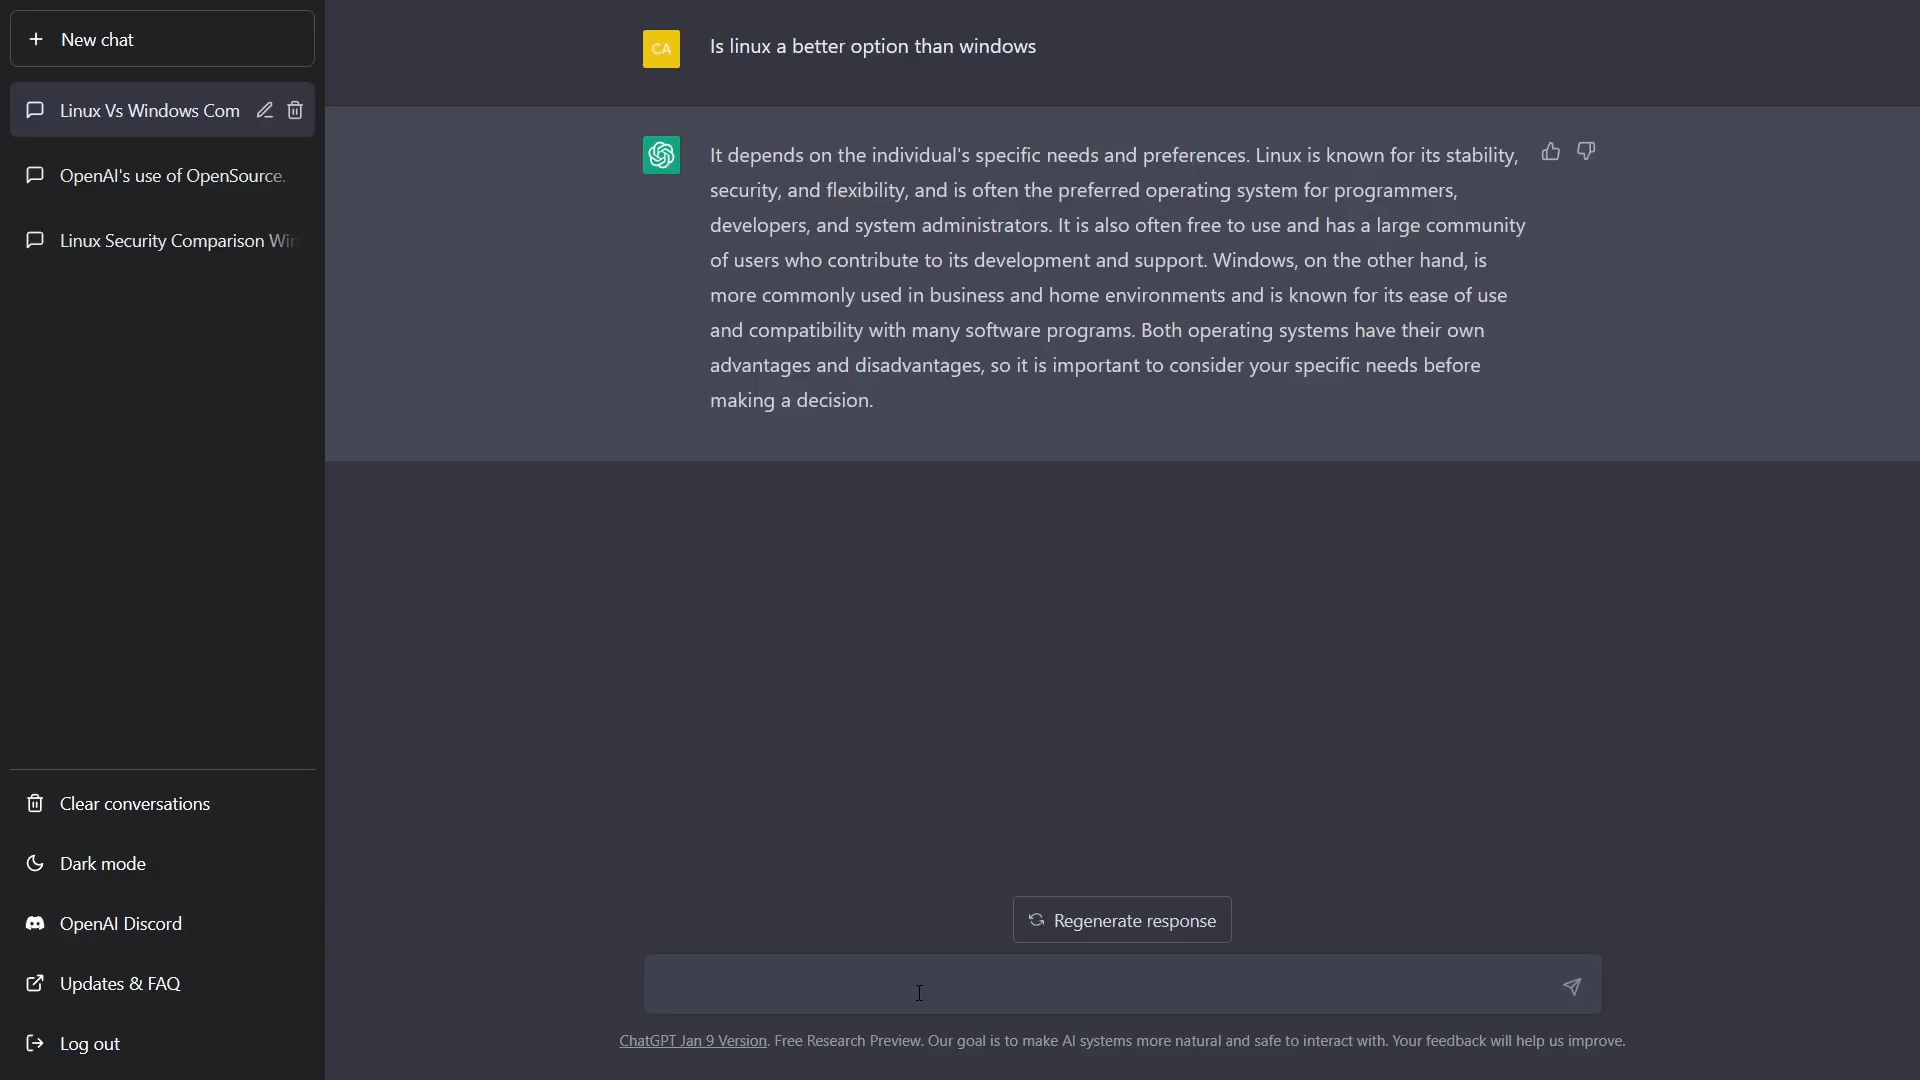 New chat
Linux Vs Windows Com
OpenAI's use of OpenSource.
Linux Security Comparison Win
Clear conversations
Dark mode
OpenAI Discord
Updates & FAQ
Log out
CA
Is linux a better option than windows
It depends on the individual's specific needs and preferences. Linux is known for its stability,
security, and flexibility, and is often the preferred operating system for programmers,
developers, and system administrators. It is also often free to use and has a large community
of users who contribute to its development and support. Windows, on the other hand, is
more commonly used in business and home environments and is known for its ease of use
and compatibility with many software programs. Both operating systems have their own
advantages and disadvantages, so it is important to consider your specific needs before
making a decision.
Regenerate response
ChatGPT Jan 9 Version. Free Research Preview. Our goal is to make AI systems more natural and safe to interact with. Your feedback will help us improve.